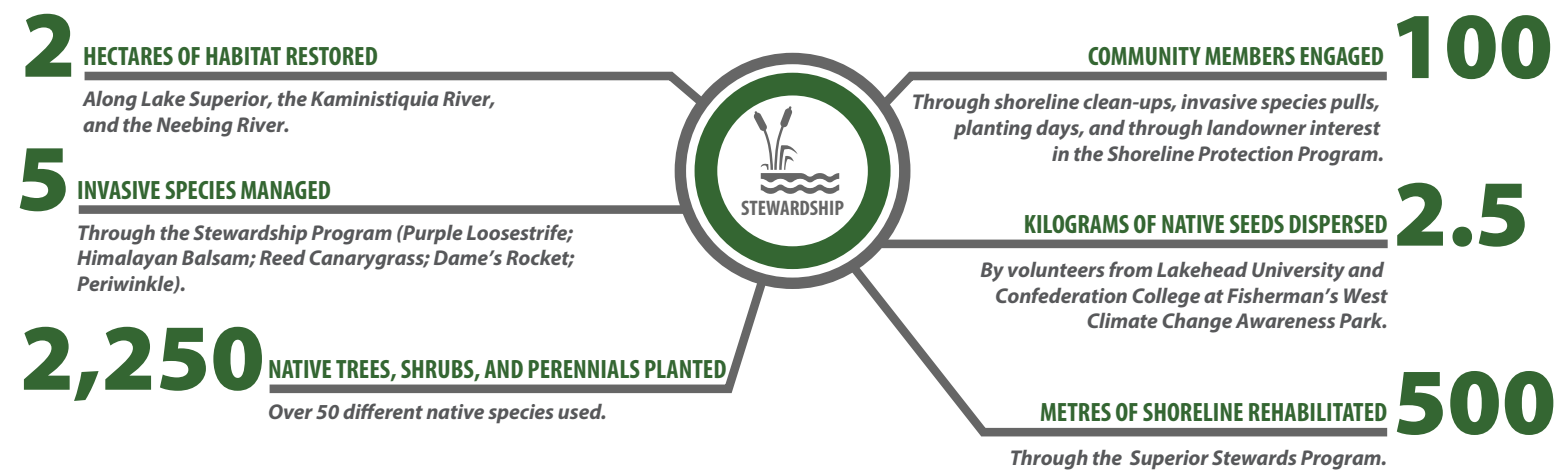 2 HECTARES OF HABITAT RESTORED
Along Lake Superior, the Kaministiquia River,
and the Neebing River.
5 INVASIVE SPECIES MANAGED
Through the Stewardship Program (Purple Loosestrife;
Himalayan Balsam; Reed Canarygrass; Dame's Rocket;
Periwinkle).
2,250 NATIVE TREES, SHRUBS, AND PERENNIALS PLANTED
Over 50 different native species used.
STEWARDSHIP
COMMUNITY MEMBERS ENGAGED 100
Through shoreline clean-ups, invasive species pulls,
planting days, and through landowner interest
in the Shoreline Protection Program.
KILOGRAMS OF NATIVE SEEDS DISPERSED 2.5
By volunteers from Lakehead University and
Confederation College at Fisherman's West
Climate Change Awareness Park.
METRES OF SHORELINE REHABILITATED 500
Through the Superior Stewards Program.